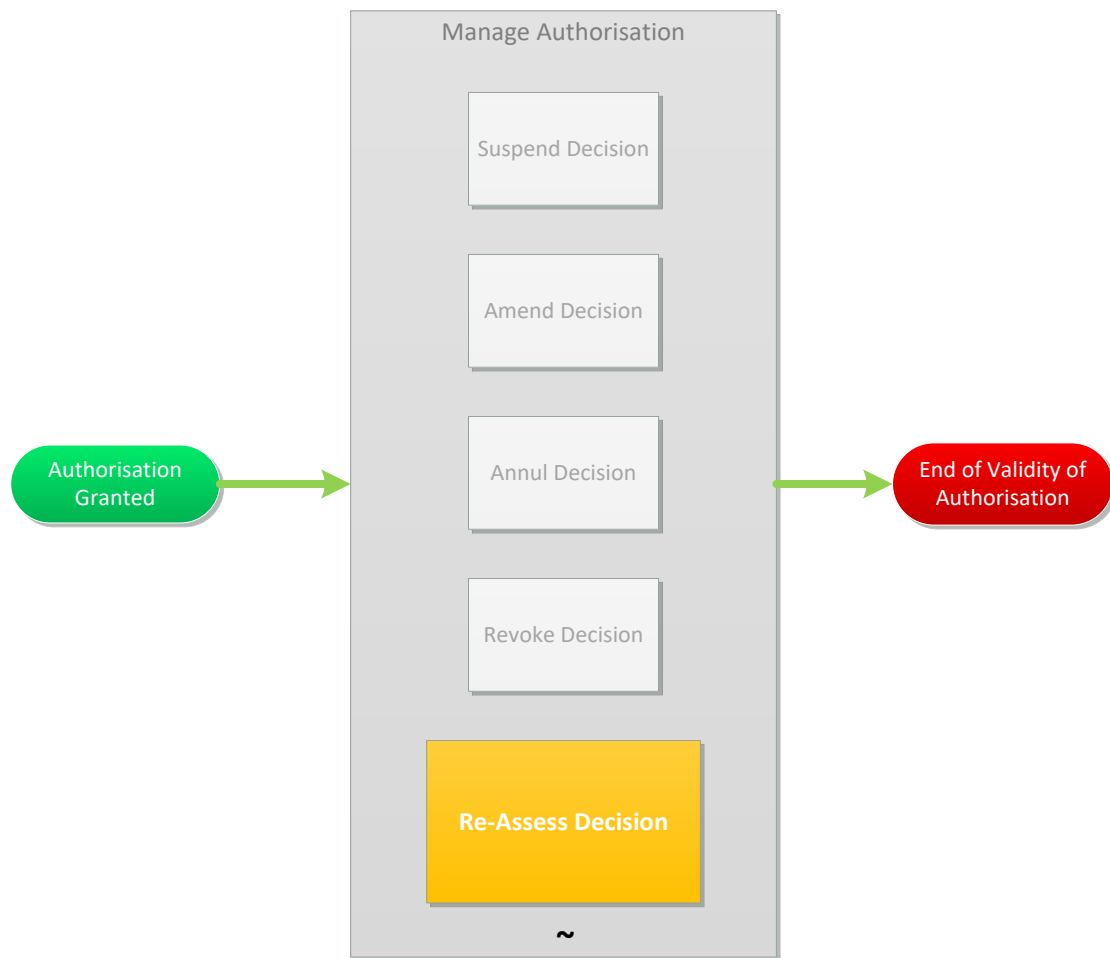 Manage Authorisation
Suspend Decision
Amend Decision
Authorisation
Granted
Annul Decision
End of Validity of
Authorisation
Revoke Decision
Re-Assess Decision
~